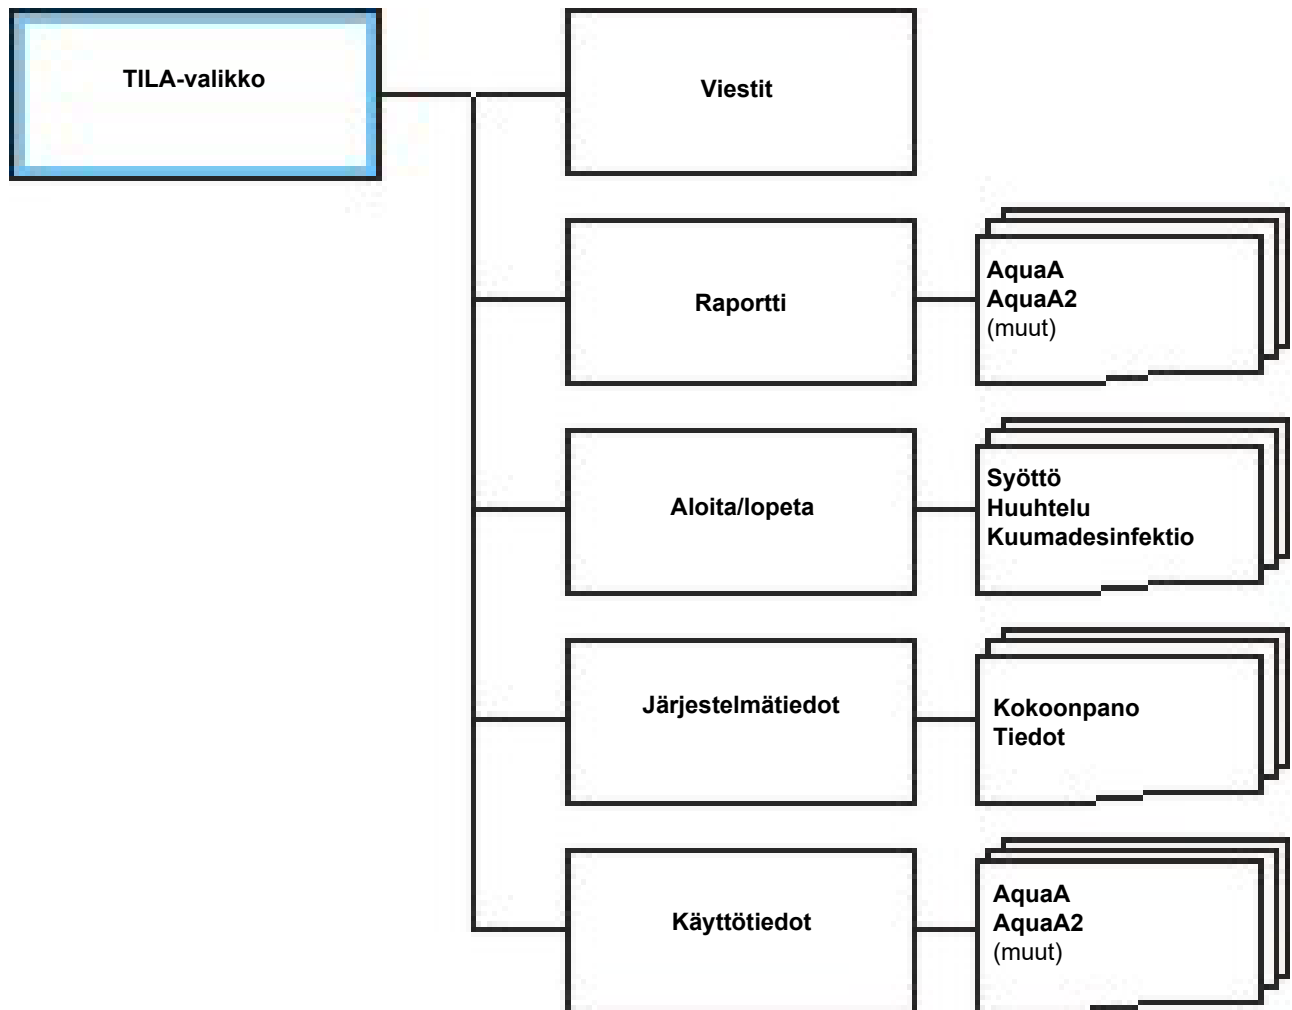 TILA-valikko
Viestit
Raportti
AquaA
AquaA2
(muut)
Aloita/lopeta
Syöttö
Huuhtelu
Kuumadesinfektio
Järjestelmätiedot
Kokoonpano
Tiedot
Käyttötiedot
AquaA
AquaA2
(muut)